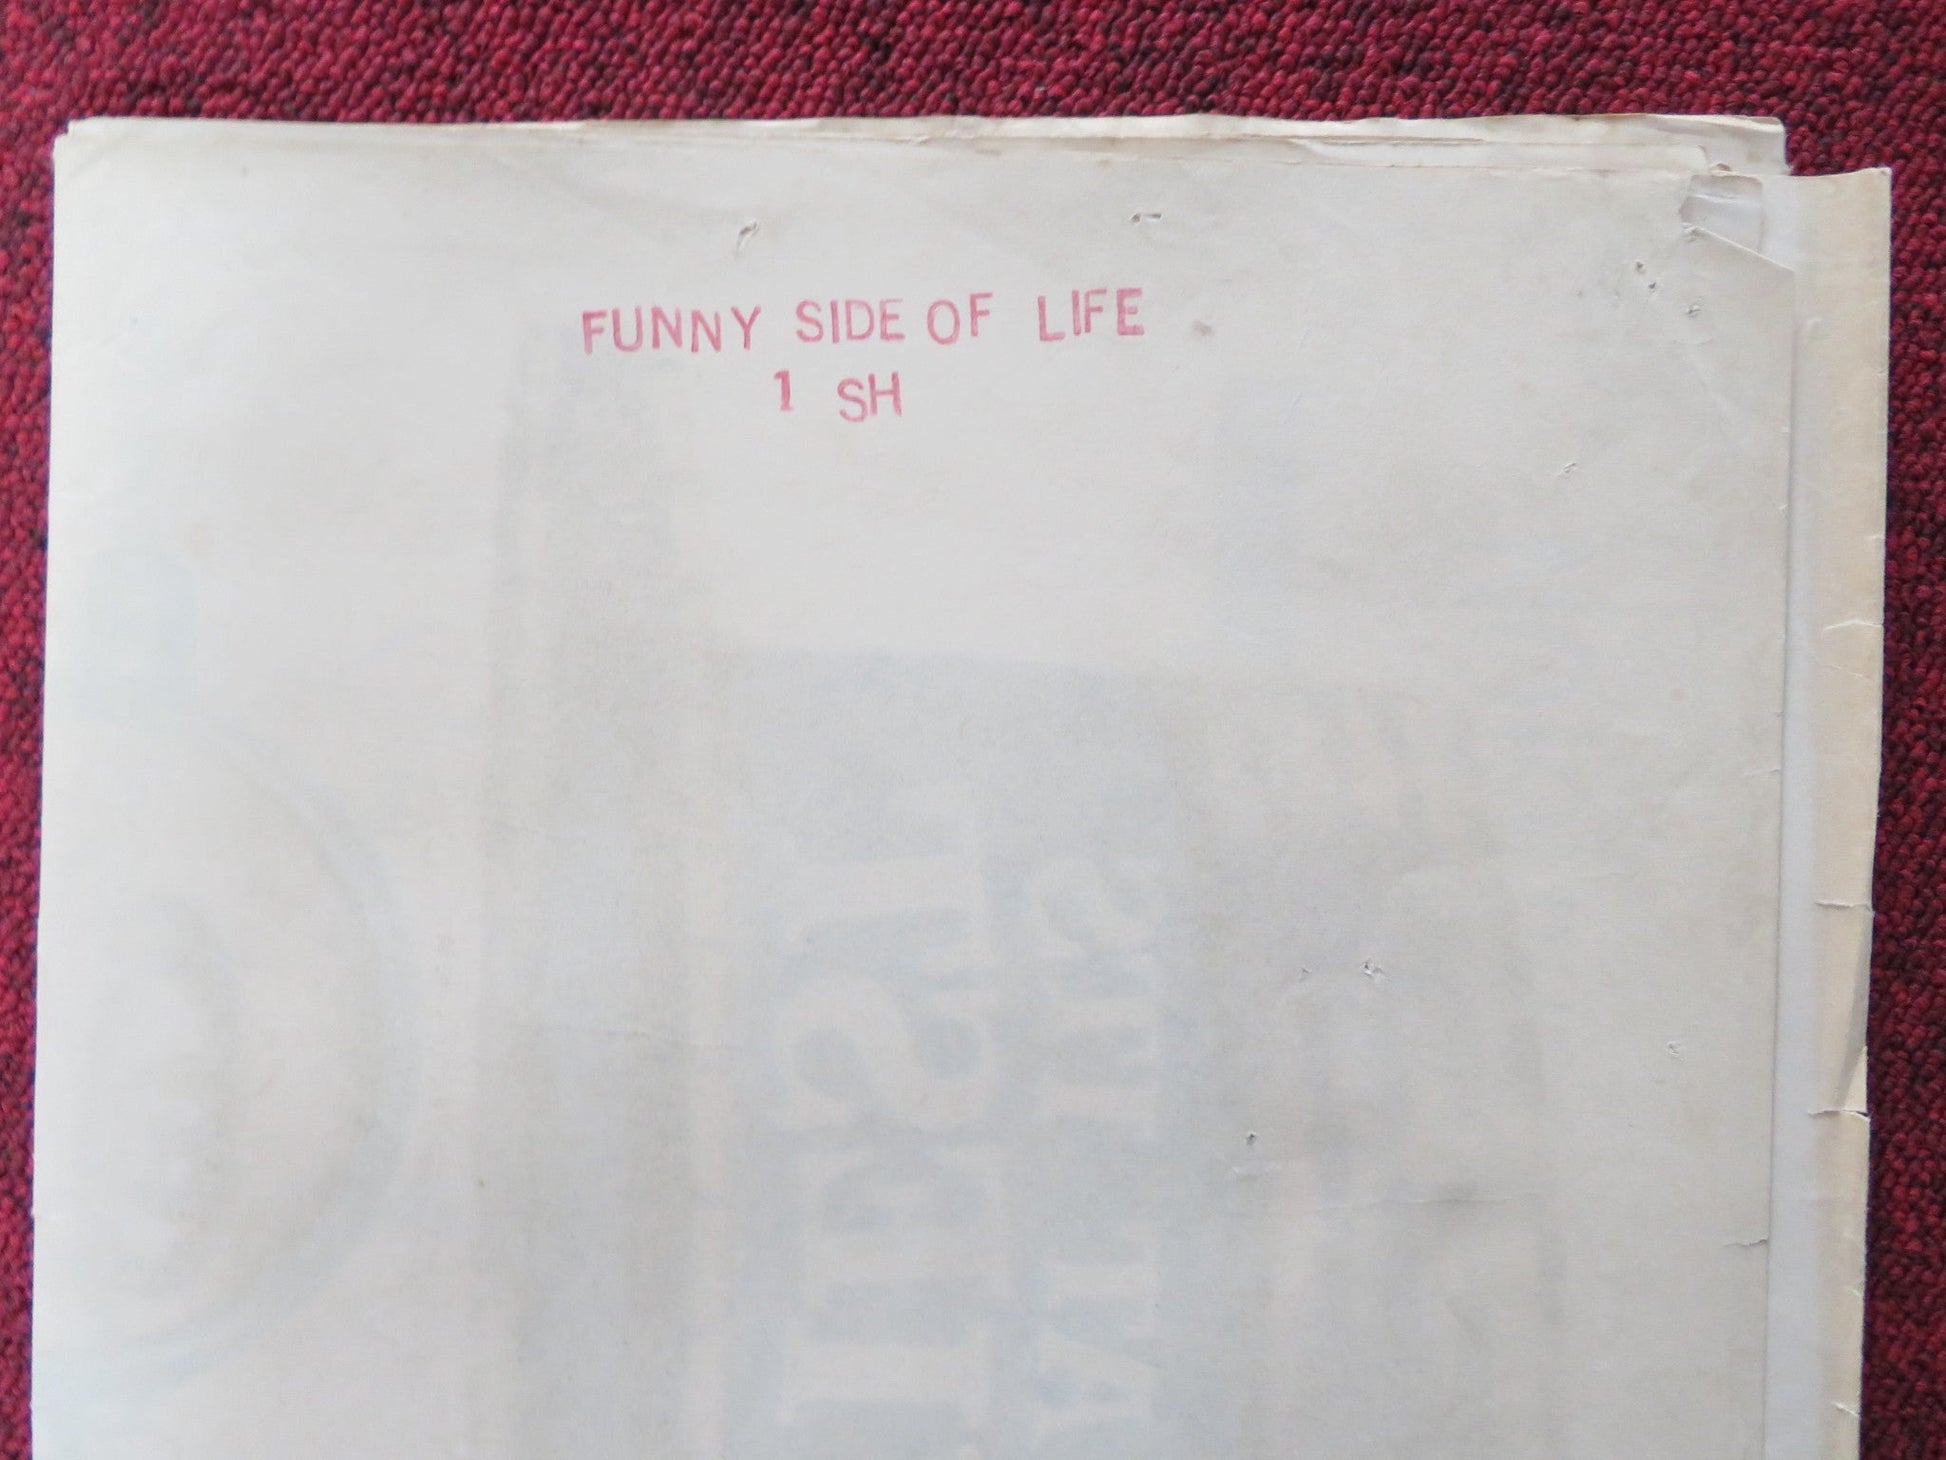 FUNNY SIDE OF LIFE
1 SH